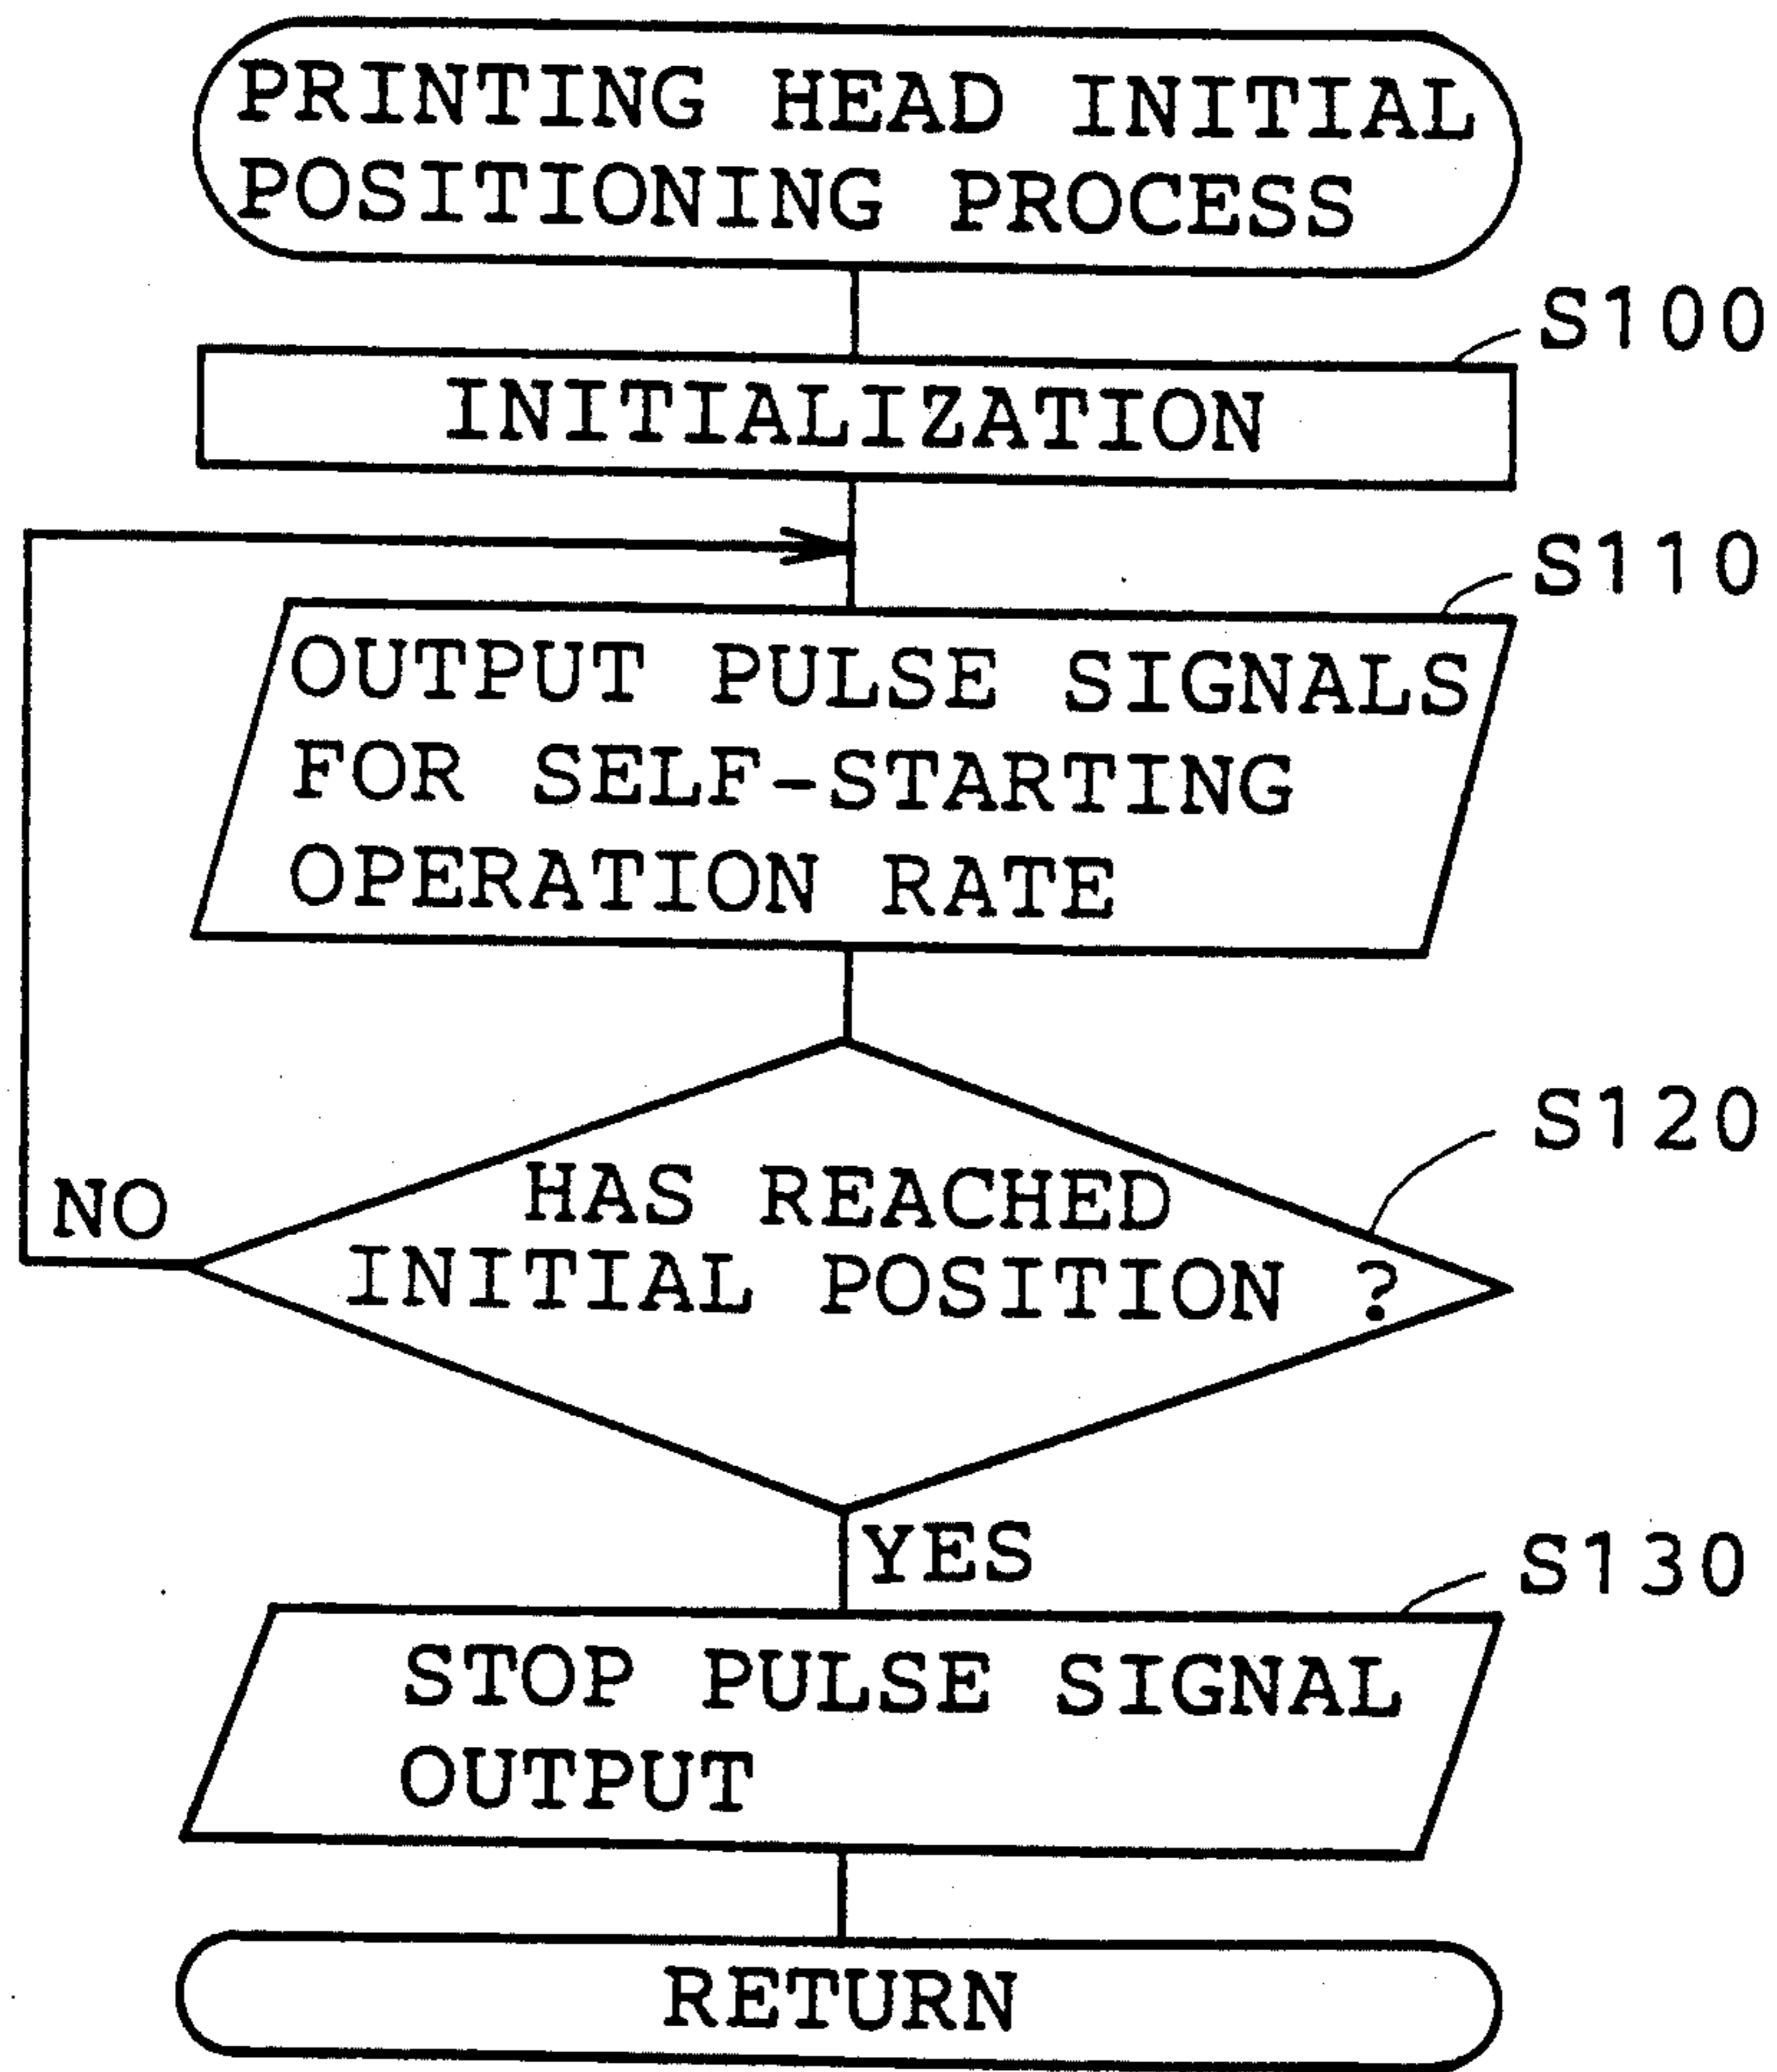 PRINTING HEAD INITIAL
POSITIONING PROCESS
S100
INITIALIZATION
S110
OUTPUT PULSE SIGNALS
FOR SELF-STARTING
OPERATION RATE
S120
HAS REACHED
INITIAL POSITION ?
NO
YES
S130
STOP PULSE SIGNAL
OUTPUT
RETURN